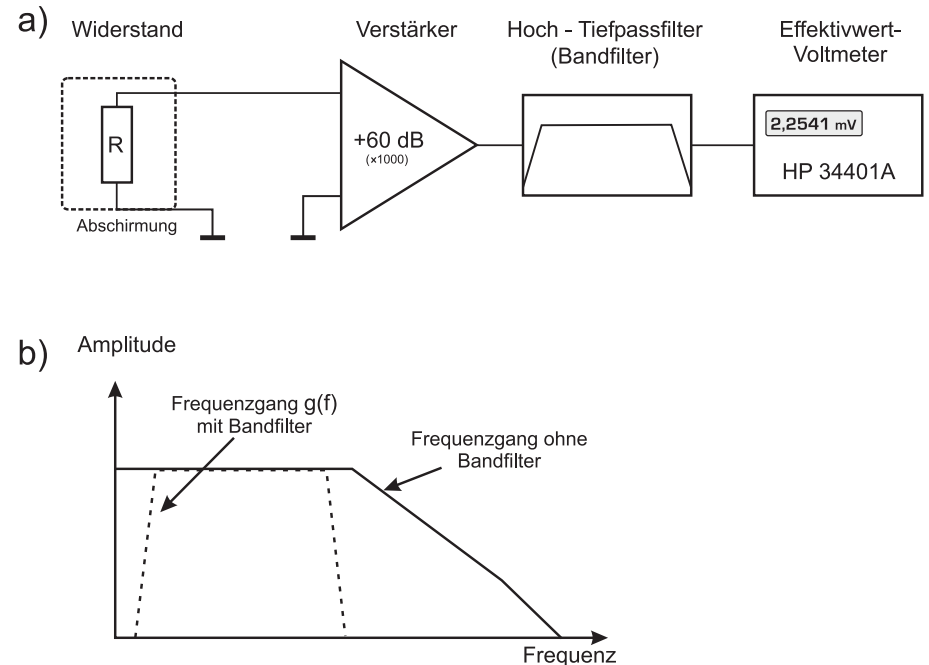 a)
Widerstand
Verstärker
Hoch - Tiefpassfilter
(Bandfilter)
Effektivwert-
Voltmeter
R
Abschirmung
+60 dB
(×1000)
2,2541 mV
HP 34401A
b)
Amplitude
Frequenzgang g(f)
mit Bandfilter
Frequenzgang ohne
Bandfilter
Frequenz